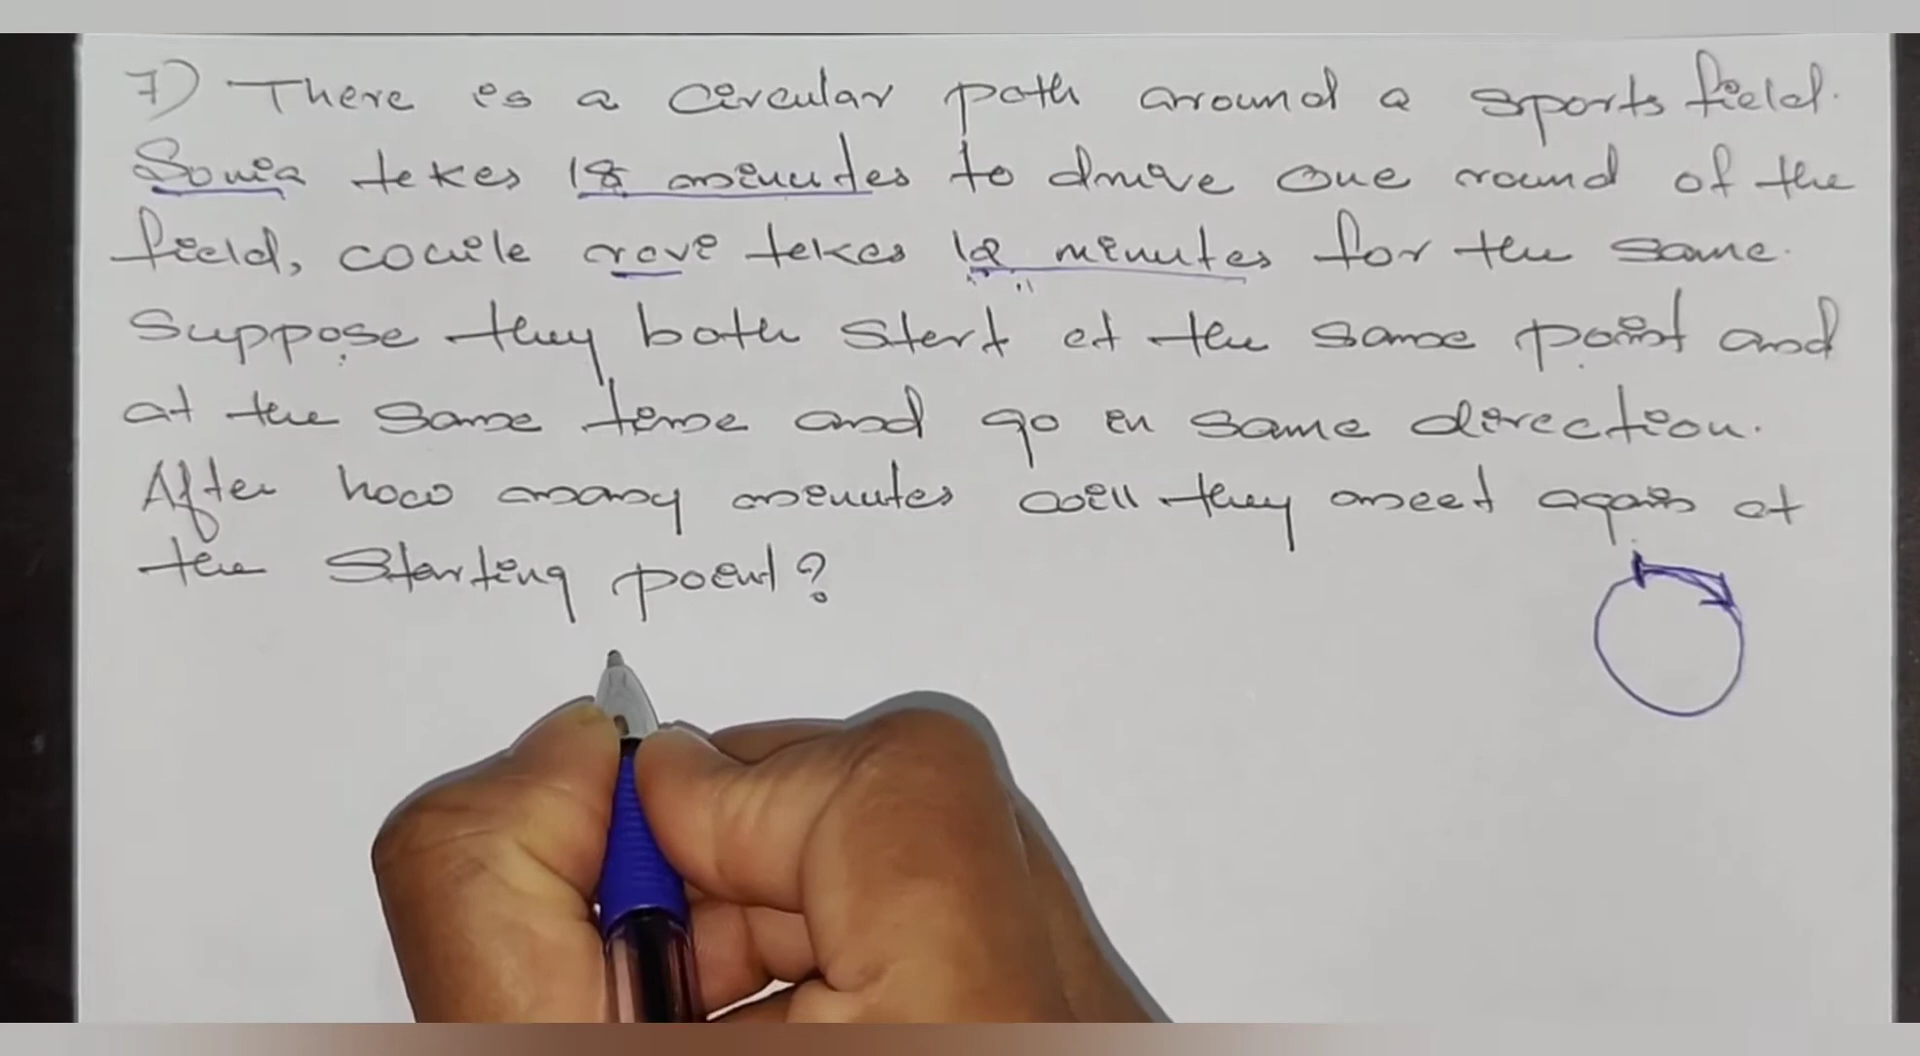 7) There is a circular path around a sports field.
Sonia takes 18 minutes to drive one round of the
field, while ravi takes 12 minutes for the same.
Suppose they both start at the same point and
at the same time and go in same direction.
After how many minutes will they meet again at
the starting point?